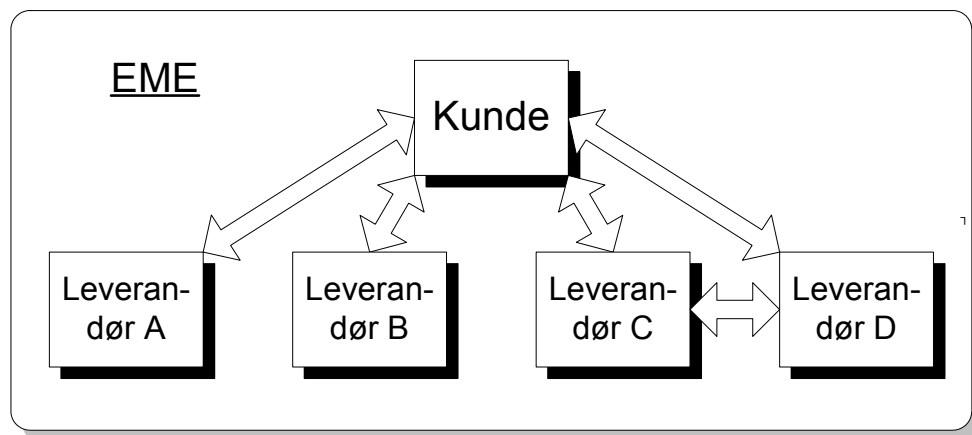 EME
Kunde
Leveran-
dør A
Leveran-
dør B
Leveran-
dør C
Leveran-
dør D